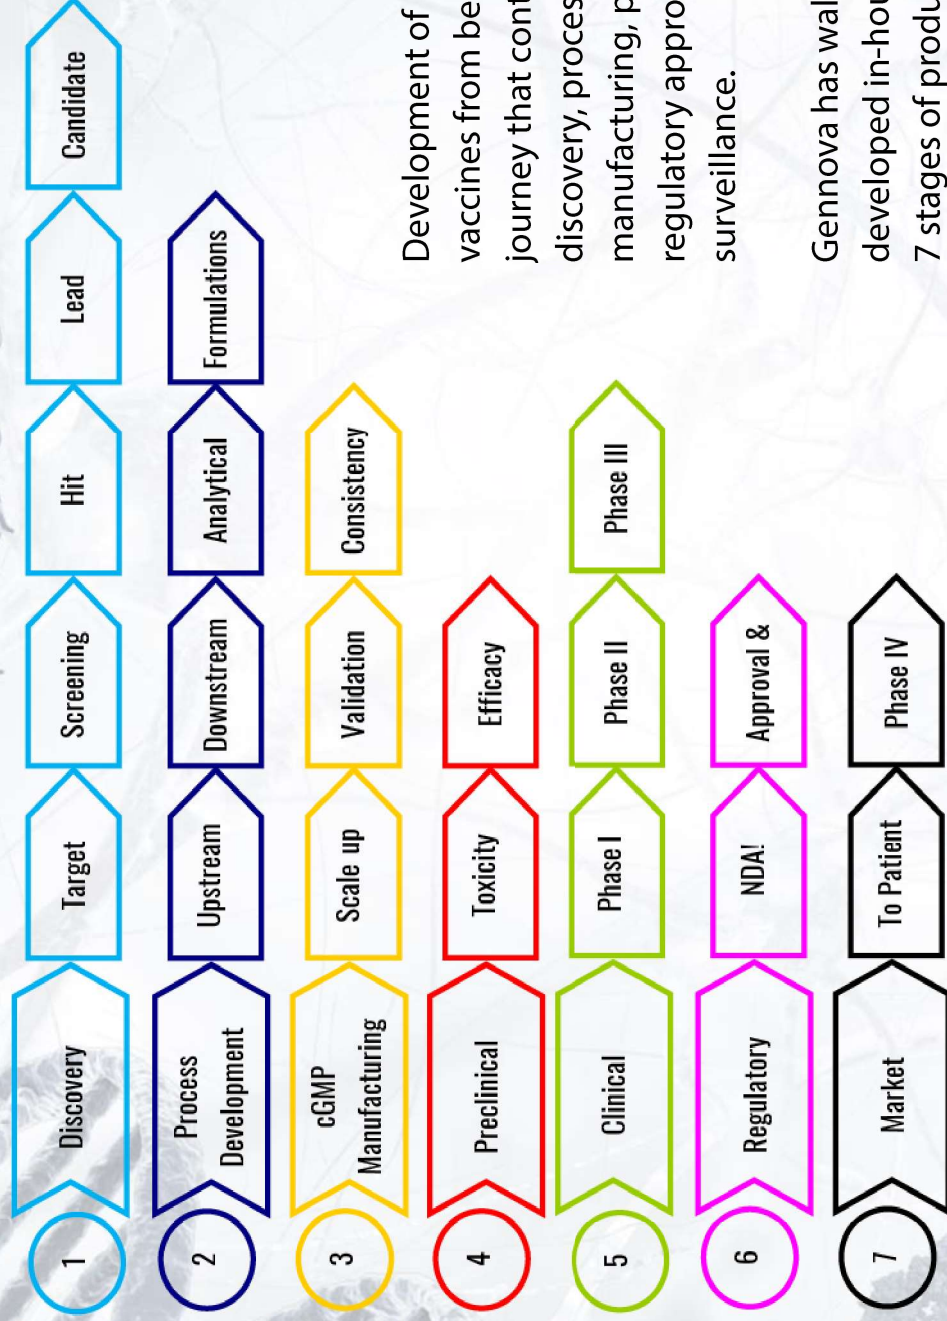 1
Discovery
Target
Screening
Hit
Lead
Candidate
2
Process
Development
Upstream
Downstream
Analytical
Formulations
3
cGMP
Manufacturing
Scale up
Validation
Consistency
4
Preclinical
Toxicity
Efficacy
5
Clinical
Phase I
Phase II
Phase III
6
Regulatory
NDA!
Approval &
7
Market
To Patient
Phase IV
Development of
vaccines from be
journey that cont
discovery, process
manufacturing, p
regulatory appro
surveillance.
Gennova has wal
developed in-hou
7 stages of produ